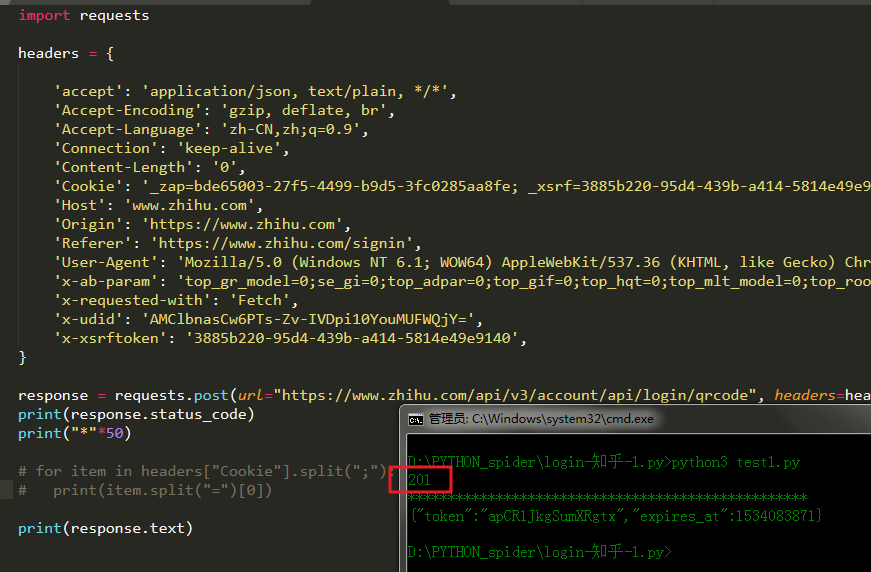 import requests
headers = {
'accept': 'application/json, text/plain, */*',
'Accept-Encoding': 'gzip, deflate, br',
'Accept-Language': 'zh-CN,zh;q=0.9',
'Connection': 'keep-alive',
'Content-Length': '0',
'Cookie': '_zap=bde65003-27f5-4499-b9d5-3fc0285aa8fe; _xsrf=3885b220-95d4-439b-a414-5814e49e9
'Host': 'www.zhihu.com',
'Origin': 'https://www.zhihu.com',
'Referer': 'https://www.zhihu.com/signin',
'User-Agent': 'Mozilla/5.0 (Windows NT 6.1; WOW64) AppleWebKit/537.36 (KHTML, like Gecko) Chr
'x-ab-param': 'top_gr_model=0;se_gi=0;top_adpar=0;top_gif=0;top_hqt=0;top_mlt_model=0;top_roo
'x-requested-with': 'Fetch',
'x-udid': 'AMClbnasCw6PTs-Zv-IVDpi10YouMUFWQjY=',
'x-xsrftoken': '3885b220-95d4-439b-a414-5814e49e9140',
}
response = requests.post(url="https://www.zhihu.com/api/v3/account/api/login/qrcode", headers=hea
print(response.status_code)
print("*"*50)
# for item in headers["Cookie"].split(";"):
#   print(item.split("=")[0])
print(response.text)
管理员: C:\Windows\system32\cmd.exe
D:\PYTHON_spider\login-知乎-1.py>python3 test1.py
201
**************************************************
{"token":"apCR1JkgSumXRgtx","expires_at":1534083871}
D:\PYTHON_spider\login-知乎-1.py>